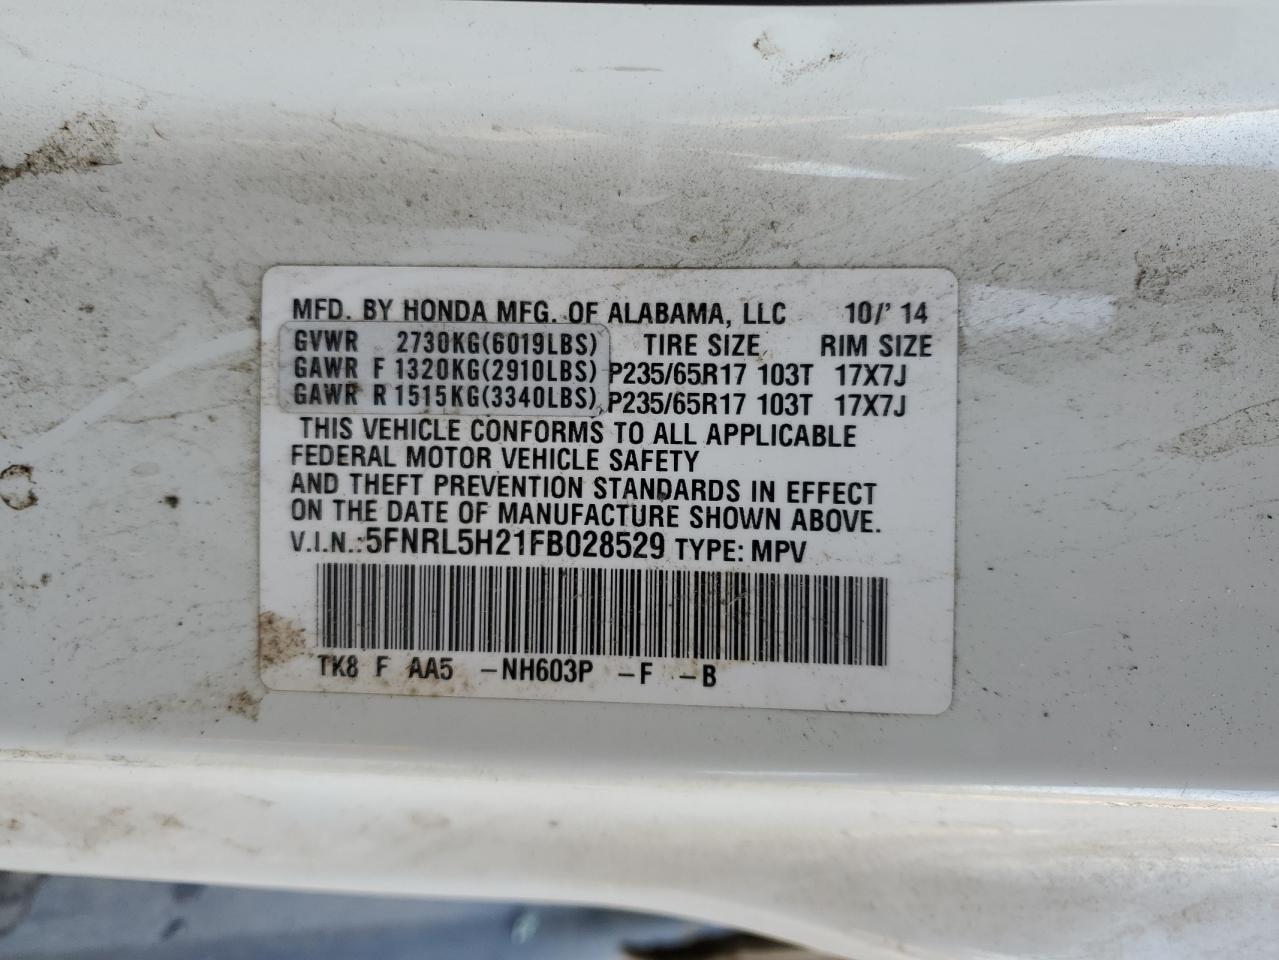 MFD. BY HONDA MFG. OF ALABAMA, LLC 10/' 14
GVWR 2730KG(6019LBS) TIRE SIZE RIM SIZE
GAWR F 1320KG(2910LBS) P235/65R17 103T 17X7J
GAWR R 1515KG(3340LBS) P235/65R17 103T 17X7J
THIS VEHICLE CONFORMS TO ALL APPLICABLE
FEDERAL MOTOR VEHICLE SAFETY
AND THEFT PREVENTION STANDARDS IN EFFECT
ON THE DATE OF MANUFACTURE SHOWN ABOVE.
V.I.N.:5FNRL5H21FB028529 TYPE: MPV
TK8 F AA5 -NH603P -F -B